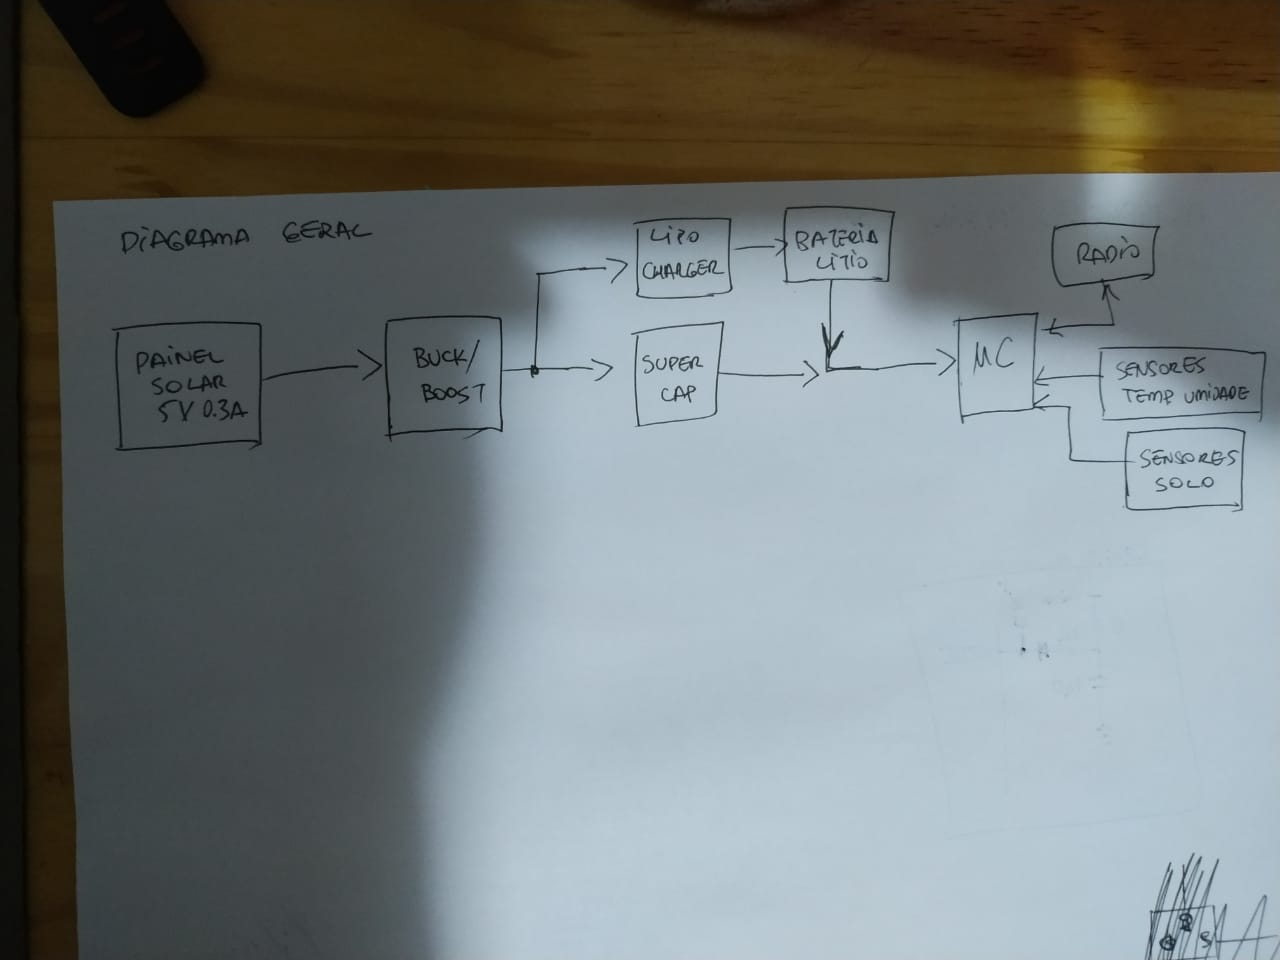 DIAGRAMA GERAL
LIPO
CHARGER
BATERIA
LITIO
RADIO
PAINEL
SOLAR
5V 0.3A
BUCK/
BOOST
SUPER
CAP
MC
SENSORES
TEMP UMIDADE
SENSORES
SOLO